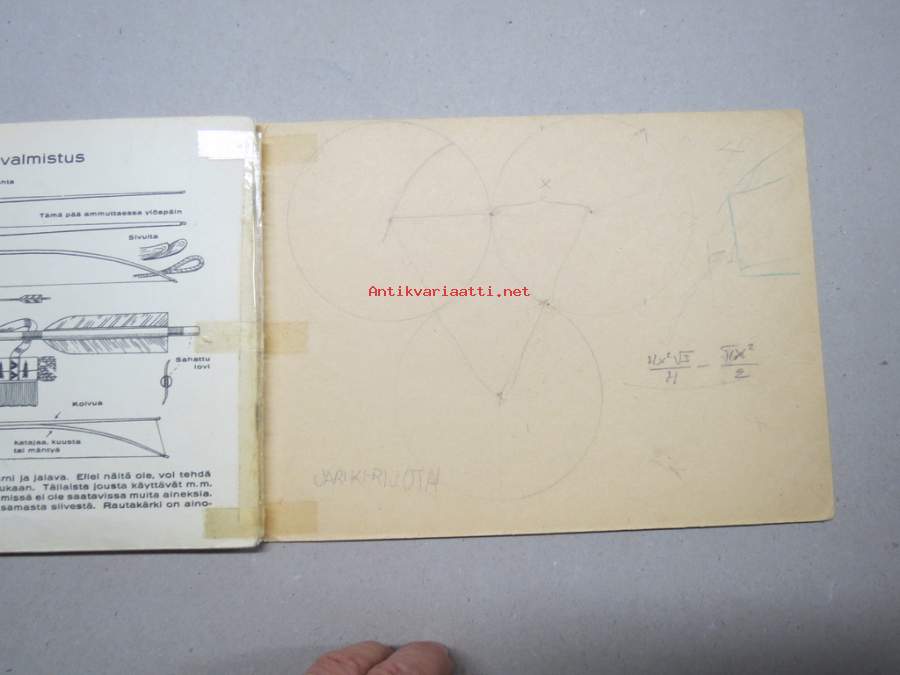 valmistus
Tämä pää ammuttaessa ylöspäin
Sivulta
Sahattu
lovi
Koivua
katajaa, kuusta
tai mäntyä
rni ja jalava. Ellei näitä ole, voi tehdä
ukaan. Tällaista jousta käyttävät m.m.
missä ei ole saatavissa muita aineksia.
samasta siivestä. Rautakärki on aino-
x
Antikvariaatti.net